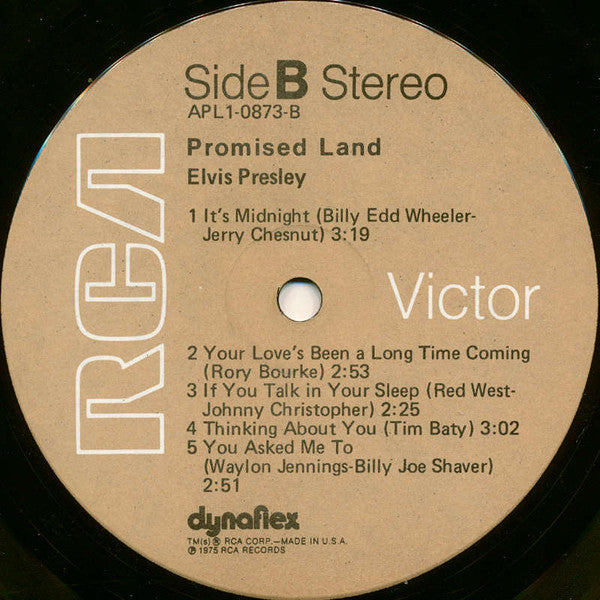 Side B Stereo
APL1-0873-B
Promised Land
Elvis Presley
1 It's Midnight (Billy Edd Wheeler-
Jerry Chesnut) 3:19
RCA
Victor
2 Your Love's Been a Long Time Coming
(Rory Bourke) 2:53
3 If You Talk in Your Sleep (Red West-
Johnny Christopher) 2:25
4 Thinking About You (Tim Baty) 3:02
5 You Asked Me To
(Waylon Jennings-Billy Joe Shaver)
2:51
dynaflex
TM(s) ® RCA CORP.—MADE IN U.S.A.
℗ 1975 RCA RECORDS